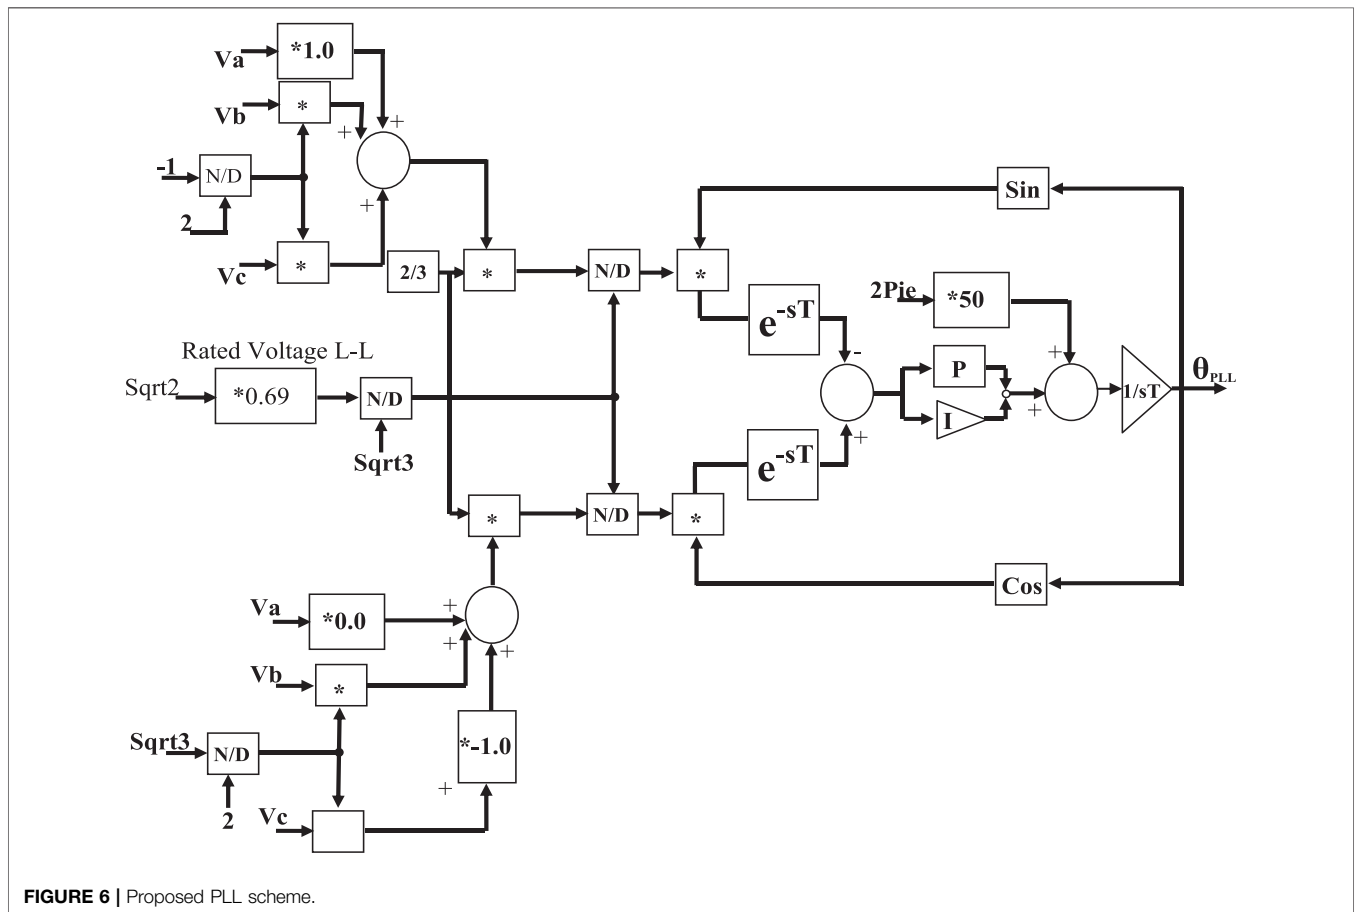 Va
*1.0
+
Vb
*
+
-1
N/D
+
2
Vc
*
2/3
*
N/D
*
Sin
2Pie
*50
e-sT
-
+
Rated Voltage L-L
Sqrt2
*0.69
N/D
Sqrt3
P
I
+
1/sT
θPLL
+
e-sT
*
N/D
*
Cos
Va
*0.0
+
+
+
Vb
*
Sqrt3
N/D
*-1.0
2
+
Vc
FIGURE 6 | Proposed PLL scheme.